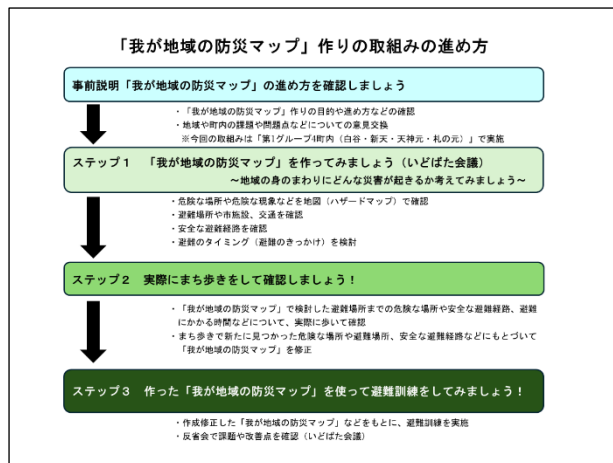 「我が地域の防災マップ」作りの取組みの進め方
事前説明「我が地域の防災マップ」の進め方を確認しましょう
・「我が地域の防災マップ」作りの目的や進め方などの確認
・地域や町内の課題や問題点などについての意見交換
※今回の取組みは「第1グループ4町内（白谷・新天・天神元・札の元）」で実施
ステップ１　「我が地域の防災マップ」を作ってみましょう（いどばた会議）
～地域の身のまわりにどんな災害が起きるか考えてみましょう～
・危険な場所や危険な現象などを地図（ハザードマップ）で確認
・避難場所や市施設、交通を確認
・安全な避難経路を確認
・避難のタイミング（避難のきっかけ）を検討
ステップ２　実際にまち歩きをして確認しましょう！
・「我が地域の防災マップ」で検討した避難場所までの危険な場所や安全な避難経路、避難
にかかる時間などについて、実際に歩いて確認
・まち歩きで新たに見つかった危険な場所や避難場所、安全な避難経路などにもとづいて
「我が地域の防災マップ」を修正
ステップ３　作った「我が地域の防災マップ」を使って避難訓練をしてみましょう！
・作成修正した「我が地域の防災マップ」などをもとに、避難訓練を実施
・反省会で課題や改善点を確認（いどばた会議）